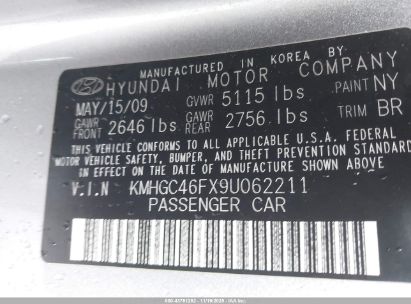 MANUFACTURED IN KOREA BY
HYUNDAI MOTOR COMPANY
MAY/15/09 GVWR 5115 lbs PAINT NY
GAWR FRONT 2646 lbs GAWR REAR 2756 lbs TRIM BR
THIS VEHICLE CONFORMS TO ALL APPLICABLE U.S.A. FEDERAL
MOTOR VEHICLE SAFETY, BUMPER, AND THEFT PREVENTION STANDARDS
IN EFFECT ON THE DATE OF MANUFACTURE SHOWN ABOVE.
V.I.N KMHGC46FX9U062211
PASSENGER CAR